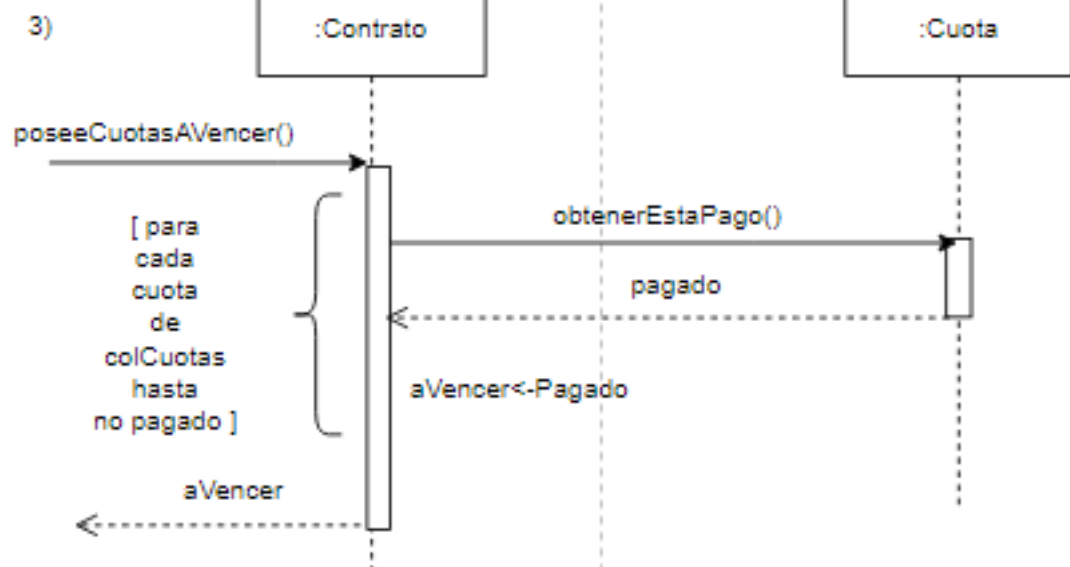 3)
:Contrato
:Cuota
poseeCuotasAVencer()
[ para
cada
cuota
de
colCuotas
hasta
no pagado ]
obtenerEstaPago()
pagado
aVencer<-Pagado
aVencer